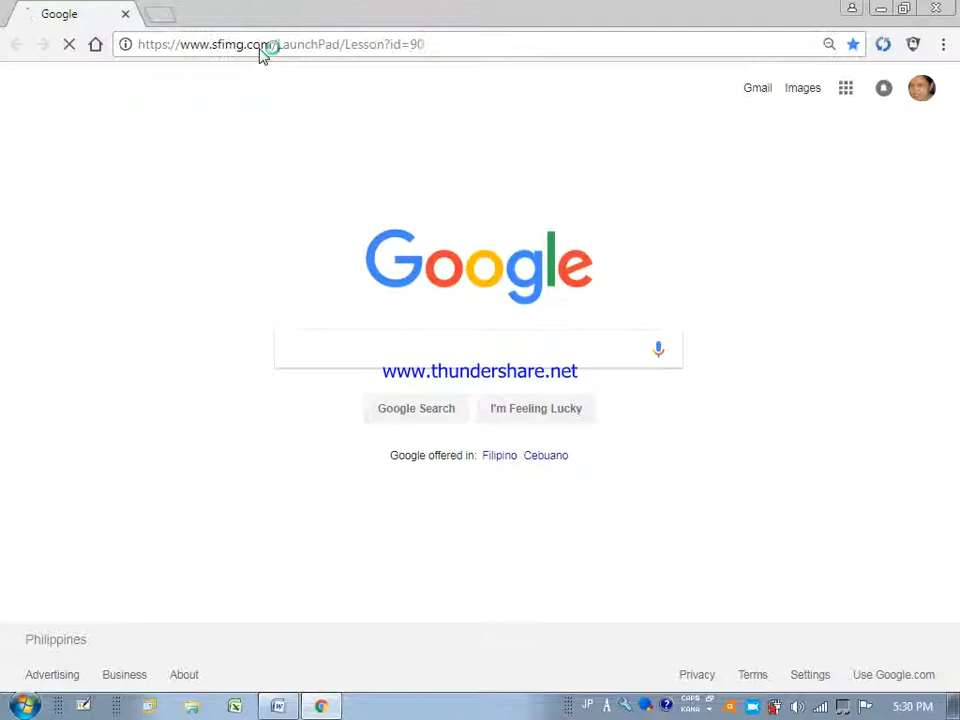 Google
https://www.sfimg.com/LaunchPad/Lesson?id=90
Gmail Images
Google
www.thundershare.net
Google Search I'm Feeling Lucky
Google offered in: Filipino Cebuano
Philippines
Advertising Business About Privacy Terms Settings Use Google.com
JP A CAPS KANA 5:30 PM